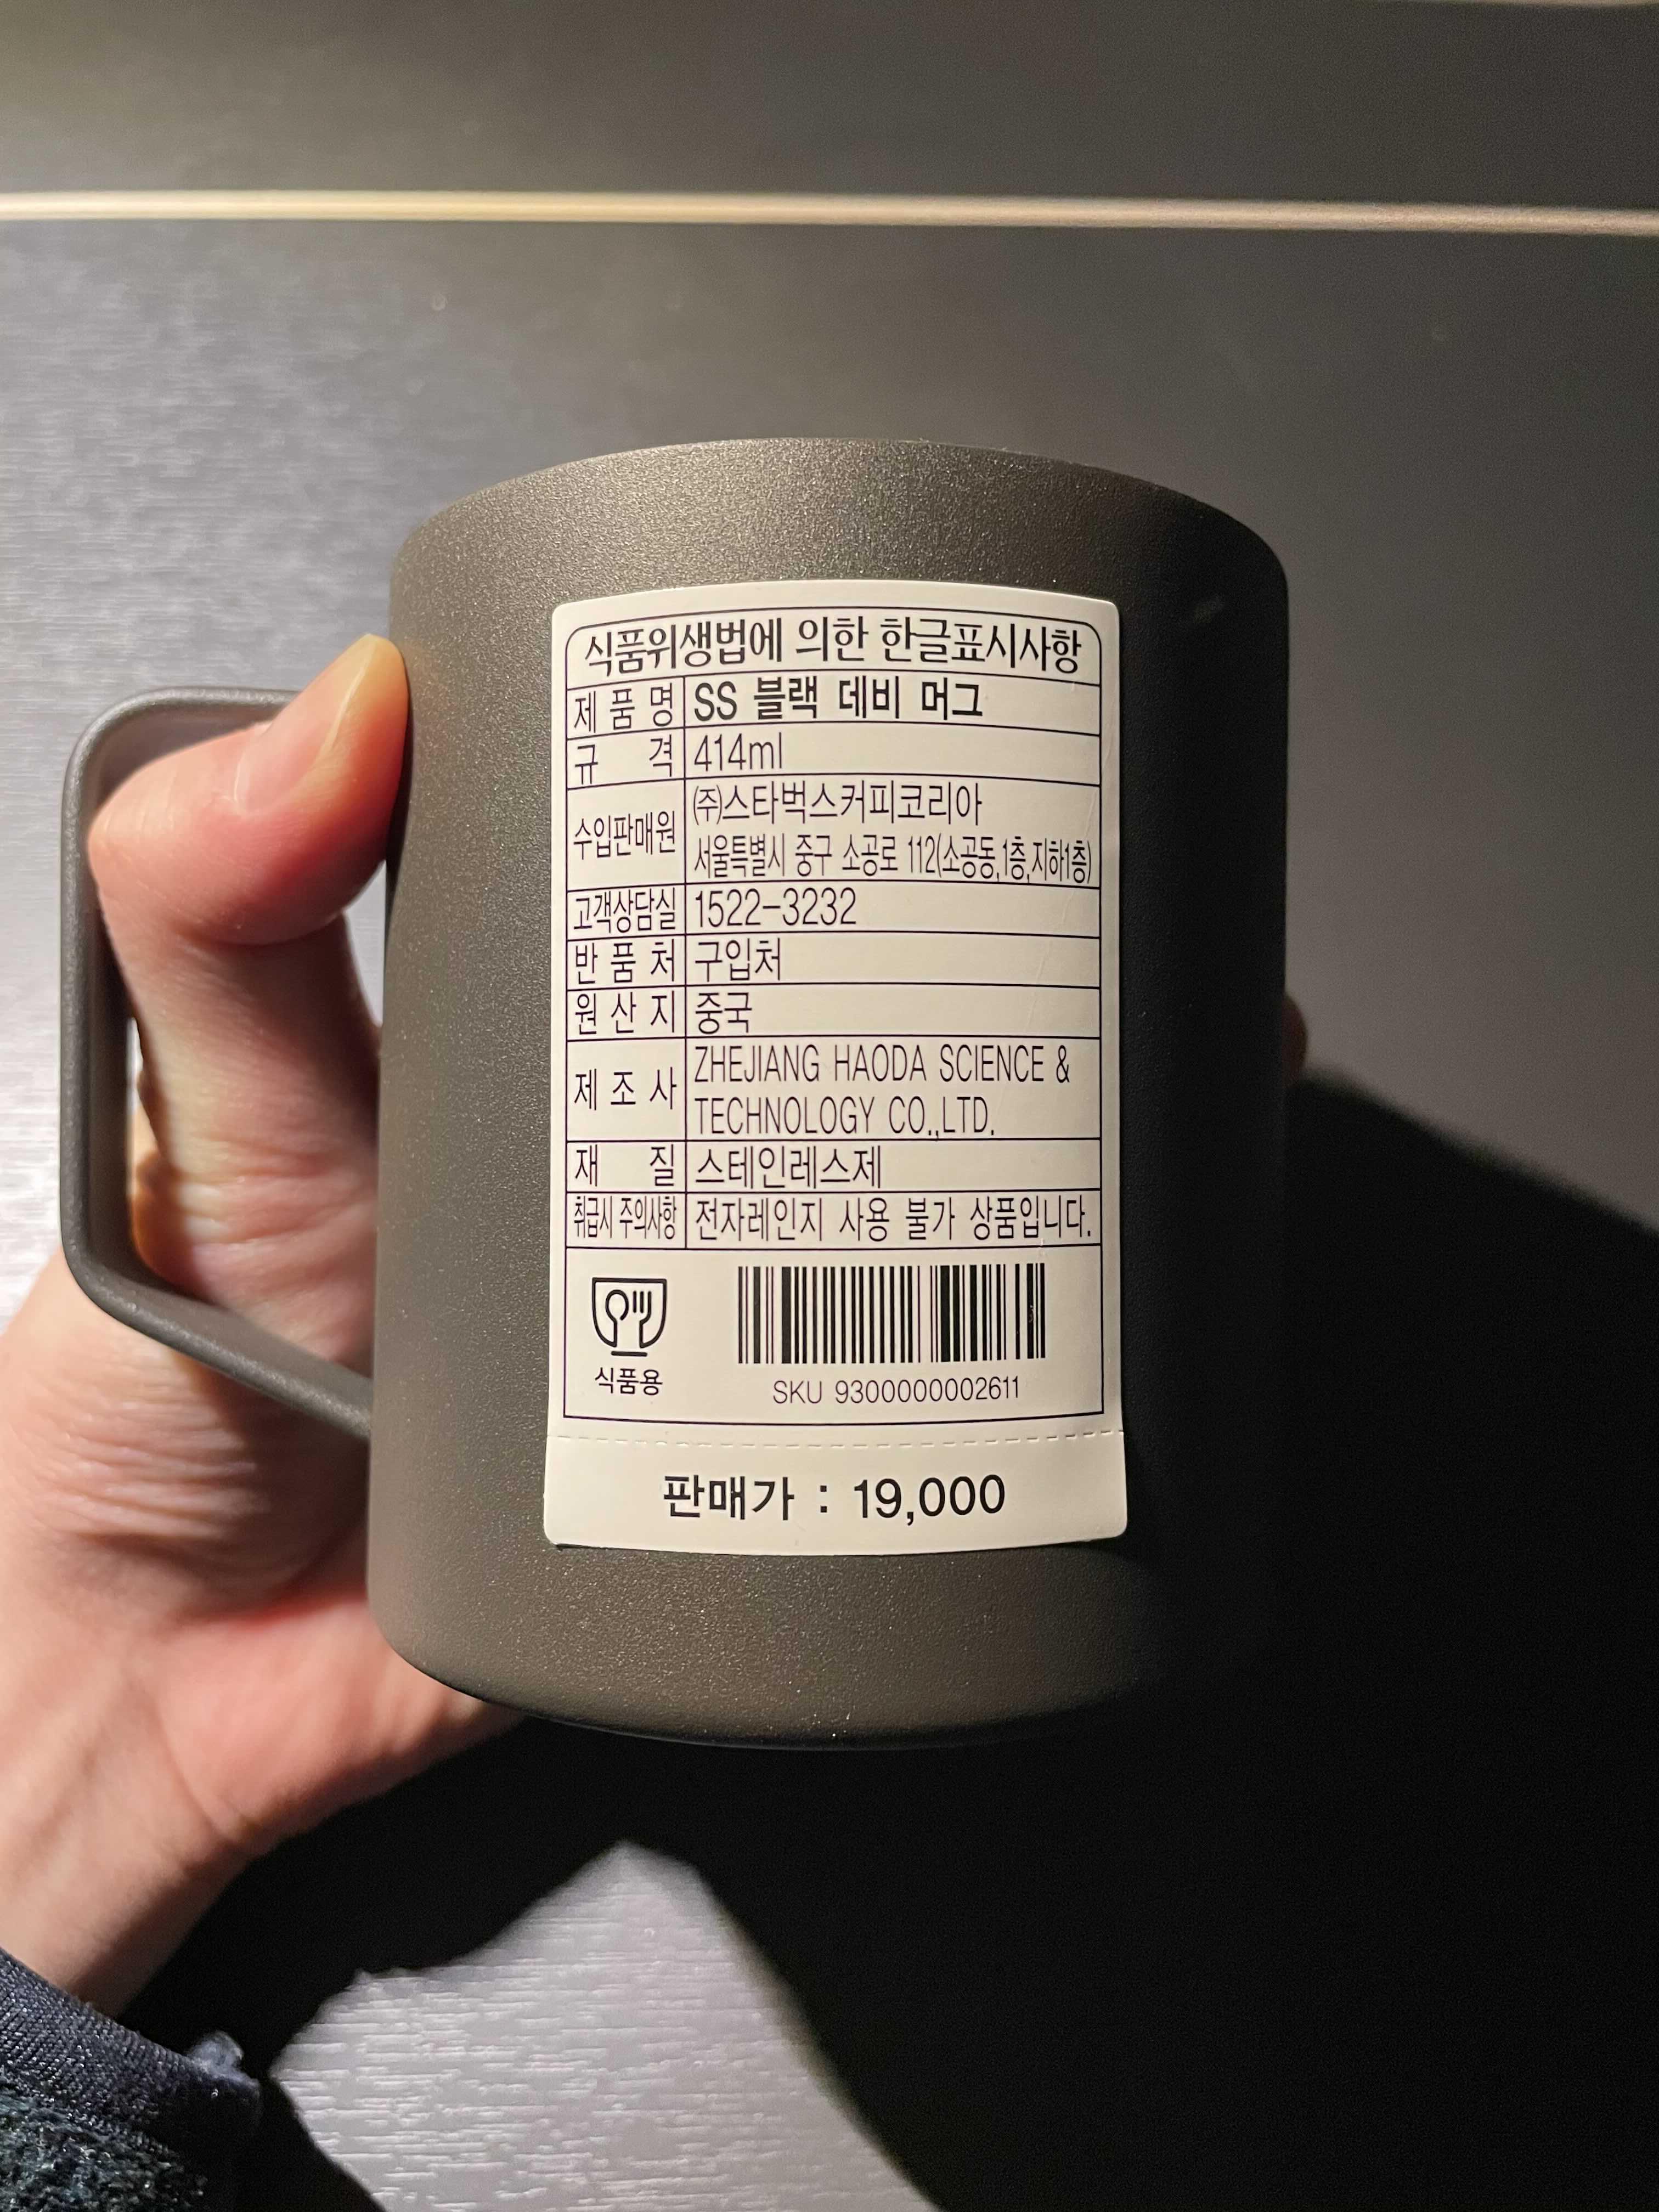 식품위생법에 의한 한글표시사항
제품명 SS 블랙 데비 머그
규격 414ml
수입판매원 ㈜스타벅스커피코리아
서울특별시 중구 소공로 112(소공동,1층,지하1층)
고객상담실 1522-3232
반품처 구입처
원산지 중국
제조사 ZHEJIANG HAODA SCIENCE &
TECHNOLOGY CO.,LTD.
재질 스테인레스제
취급시 주의사항 전자레인지 사용 불가 상품입니다.
식품용
SKU 9300000002611
판매가 : 19,000